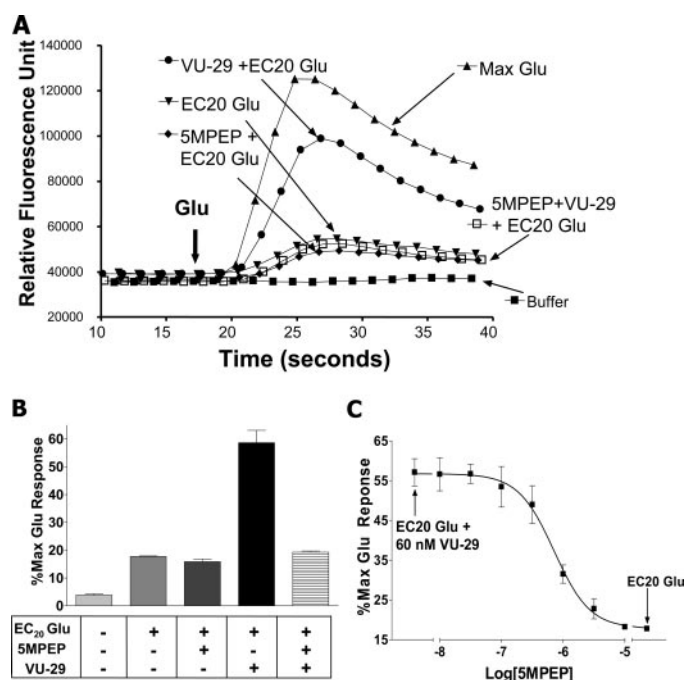 A
Relative Fluorescence Unit
140000
120000
100000
80000
60000
40000
20000
VU-29 +EC20 Glu
EC20 Glu
5MPEP +
EC20 Glu
Glu
Max Glu
5MPEP+VU-29
+ EC20 Glu
Buffer
10 15 20 25 30 35 40
Time (seconds)
B
%Max Glu Response
60
50
40
30
20
10
0
EC20 Glu - + + + +
5MPEP - - + - +
VU-29 - - - + +
C
%Max Glu Reponse
65
55
45
35
25
15
EC20 Glu +
60 nM VU-29
EC20 Glu
-8 -7 -6 -5
Log[5MPEP]